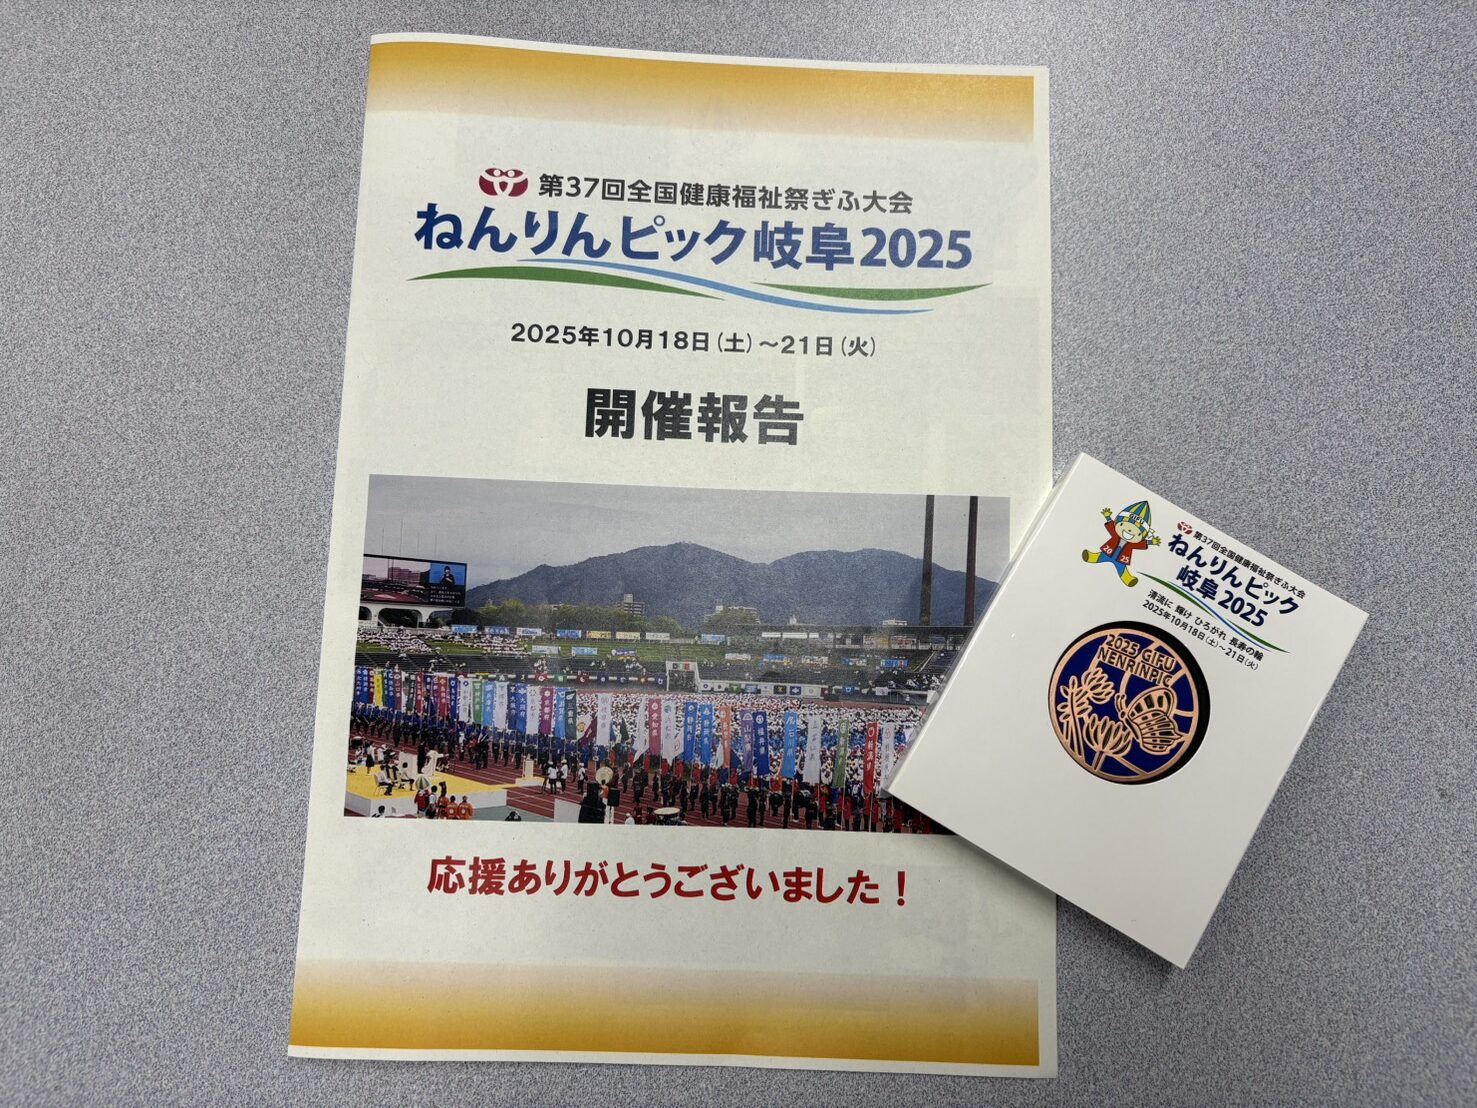 第37回全国健康福祉祭ぎふ大会
ねんりんピック岐阜2025
2025年10月18日(土)～21日(火)
開催報告
応援ありがとうございました!
GIFU
2025
第37回全国健康福祉祭ぎふ大会
ねんりんピック
岐阜2025
清流に 輝け ひろがれ 長寿の輪
2025年10月18日(土)～21日(火)
2025 GIFU
NENRINPIC